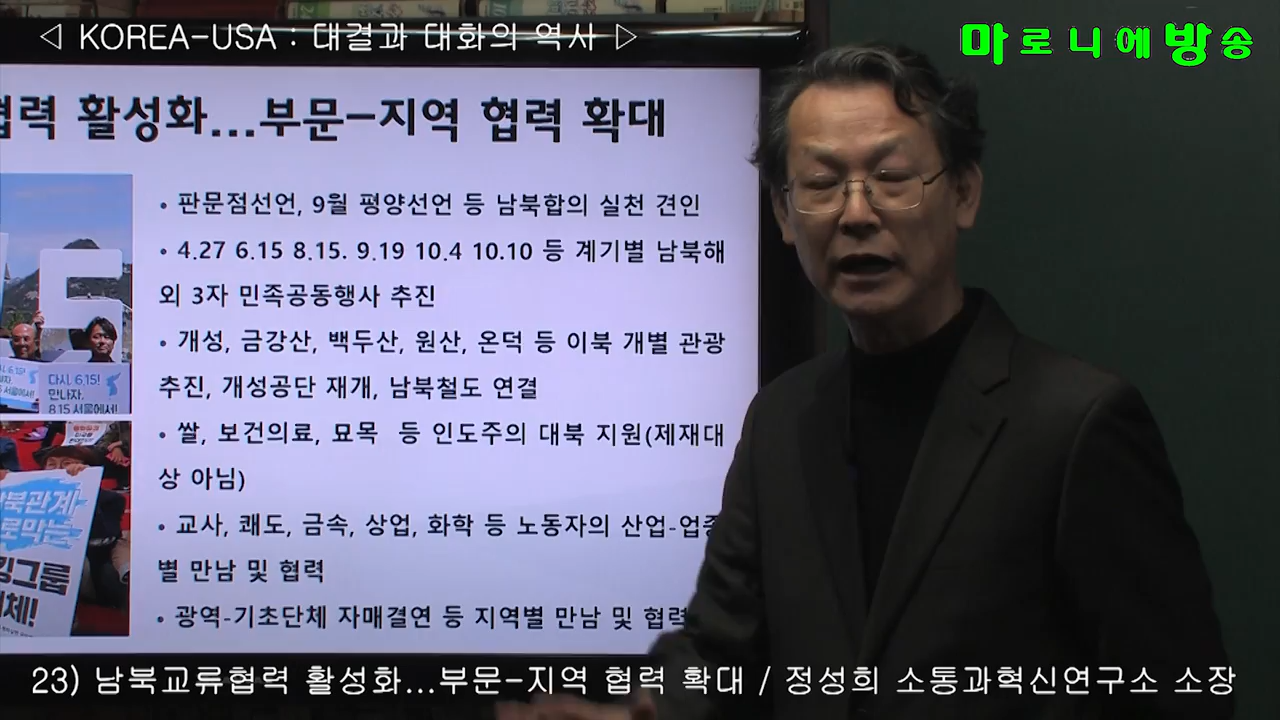 ◁ KOREA-USA : 대결과 대화의 역사 ▷
마로니에방송
협력 활성화...부문-지역 협력 확대
• 판문점선언, 9월 평양선언 등 남북합의 실천 견인
• 4.27 6.15 8.15. 9.19 10.4 10.10 등 계기별 남북해
외 3자 민족공동행사 추진
• 개성, 금강산, 백두산, 원산, 온덕 등 이북 개별 관광
추진, 개성공단 재개, 남북철도 연결
• 쌀, 보건의료, 묘목 등 인도주의 대북 지원(제재대
상 아님)
• 교사, 궤도, 금속, 상업, 화학 등 노동자의 산업-업종
별 만남 및 협력
• 광역-기초단체 자매결연 등 지역별 만남 및 협력
다시, 6.15!
만나자,
8.15 서울에서!
남북관계
23) 남북교류협력 활성화...부문-지역 협력 확대 / 정성희 소통과혁신연구소 소장